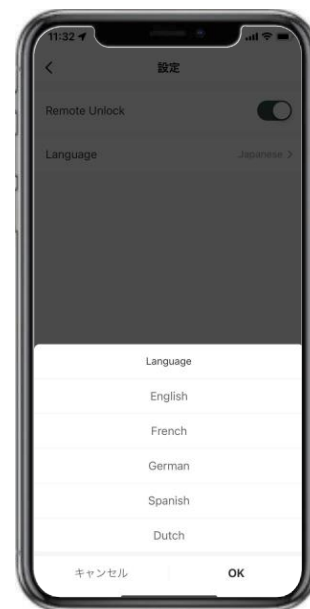 11:32
設定
Remote Unlock
Language
Japanese >
Language
English
French
German
Spanish
Dutch
キャンセル
OK